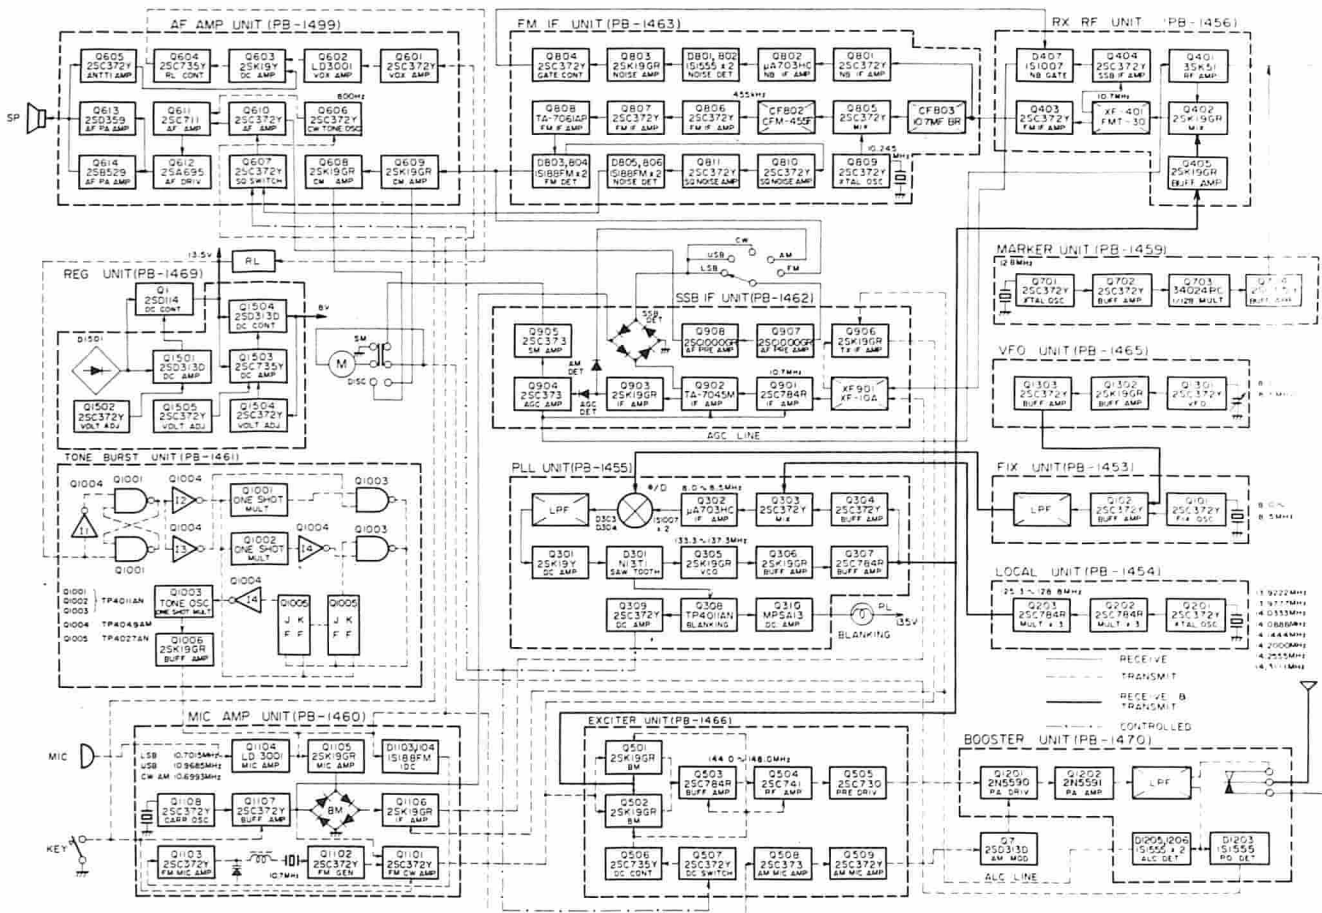 AF AMP UNIT (PB-1499)
Q605
2SC372Y
ANTTI AMP
Q604
2SC735Y
RL CONT
Q603
2SK19Y
DC AMP
Q602
LD3001
VOX AMP
Q601
2SC372Y
VOX AMP
800Hz
SP
Q613
2SD359
AF PA AMP
Q611
2SC711
AF AMP
Q610
2SC372Y
AF AMP
Q606
2SC372Y
CW TONE OSC
Q614
2SB529
AF PA AMP
Q612
2SA695
AF DRIV
Q607
2SC372Y
SQ SWITCH
Q608
2SK19GR
CM AMP
Q609
2SK19GR
CM AMP
FM IF UNIT (PB-1463)
Q804
2SC372Y
GATE CONT
Q803
2SK19GR
NOISE AMP
D801, 802
1S1555 x 2
NOISE DET
Q802
μA703HC
NB IF AMP
Q801
2SC372Y
NB IF AMP
455kHz
Q808
TA-7061AP
FM IF AMP
Q807
2SC372Y
FM IF AMP
Q806
2SC372Y
FM IF AMP
CF802
CFM-455F
Q805
2SC372Y
MIX
CF803
10.7MF BR
10.245
MHz
D803, 804
1S188FM x 2
FM DET
D805, 806
1S188FM x 2
NOISE DET
Q811
2SC372Y
SQ NOISE AMP
Q810
2SC372Y
SQ NOISE AMP
Q809
2SC372Y
XTAL OSC
RX RF UNIT (PB-1456)
D407
1S1007
NB GATE
Q404
2SC372Y
SSB IF AMP
Q401
3SK51
RF AMP
10.7MHz
Q403
2SC372Y
FM IF AMP
XF-401
FMT-30
Q402
2SK19GR
MIX
Q405
2SK19GR
BUFF AMP
13.5V
RL
REG UNIT (PB-1469)
Q1
2SD114
DC CONT
Q1504
2SD313D
DC CONT
8V
D1501
Q1501
2SD313D
DC AMP
Q1503
2SC735Y
DC AMP
Q1502
2SC372Y
VOLT ADJ
Q1505
2SC372Y
VOLT ADJ
Q1504
2SC372Y
VOLT ADJ
SM
M
DISC
CW
USB
AM
LSB
FM
SSB IF UNIT (PB-1462)
SSB
DET
Q905
2SC373
SM AMP
AM
DET
Q908
2SC1000GR
AF PRE AMP
Q907
2SC1000GR
AF PRE AMP
Q906
2SK19GR
TX IF AMP
10.7MHz
Q904
2SC373
AGC AMP
AGC
DET
Q903
2SK19GR
IF AMP
Q902
TA-7045M
IF AMP
Q901
2SC784R
IF AMP
XF901
XF-10A
AGC LINE
MARKER UNIT (PB-1459)
12.8MHz
Q701
2SC372Y
XTAL OSC
Q702
2SC372Y
BUFF AMP
Q703
34024PC
1/128 MULT
BUFF AMP
VFO UNIT (PB-1465)
Q1303
2SC372Y
BUFF AMP
Q1302
2SK19GR
BUFF AMP
Q1301
2SC372Y
VFO
FIX UNIT (PB-1453)
LPF
Q102
2SC372Y
BUFF AMP
Q101
2SC372Y
FIX OSC
8.0~
8.5MHz
TONE BURST UNIT (PB-1461)
Q1004
Q1001
Q1004
I1
I2
Q1001
ONE SHOT
MULT
Q1003
Q1001
Q1004
I3
Q1002
ONE SHOT
MULT
Q1004
I4
Q1003
Q1001
Q1002
Q1003
TP4011AN
Q1004 TP4049AM
Q1005 TP4027AN
Q1003
TONE OSC
ONE SHOT MULT
Q1004
I4
Q1005
J K
F F
Q1005
J K
F F
Q1006
2SK19GR
BUFF AMP
PLL UNIT (PB-1455)
LPF
D303
D304
1S1007
x 2
8.0~8.5MHz
Q302
μA703HC
IF AMP
Q303
2SC372Y
MIX
Q304
2SC372Y
BUFF AMP
133.3~137.3MHz
Q301
2SK19Y
DC AMP
D301
N13T1
SAW TOOTH
Q305
2SK19GR
VCO
Q306
2SK19GR
BUFF AMP
Q307
2SC784R
BUFF AMP
Q309
2SC372Y
DC AMP
Q308
TP4011AN
BLANKING
Q310
MPSA13
DC AMP
PL
BLANKING
13.5V
LOCAL UNIT (PB-1454)
125.3~128.8MHz
Q203
2SC784R
MULT x 3
Q202
2SC784R
MULT x 3
Q201
2SC372Y
XTAL OSC
13.9222MHz
13.9777MHz
14.0333MHz
14.0888MHz
14.1444MHz
14.2000MHz
14.2555MHz
14.3111MHz
RECEIVE
TRANSMIT
RECEIVE &
TRANSMIT
CONTROLLED
MIC AMP UNIT (PB-1460)
MIC
LSB 10.7015MHz
USB 10.9685MHz
CW AM 10.6993MHz
Q1104
LD 3001
MIC AMP
Q1105
2SK19GR
MIC AMP
D1103,1104
1S188FM
IDC
Q1108
2SC372Y
CARR OSC
Q1107
2SC372Y
BUFF AMP
BM
Q1106
2SK19GR
IF AMP
KEY
Q1103
2SC372Y
FM MIC AMP
10.7MHz
Q1102
2SC372Y
FM GEN
Q1101
2SC372Y
FM CW AMP
EXCITER UNIT (PB-1466)
Q501
2SK19GR
BM
144.0~148.0MHz
Q502
2SK19GR
BM
Q503
2SC784R
BUFF AMP
Q504
2SC741
RF AMP
Q505
2SC730
PRE DRIV
Q506
2SC735Y
DC CONT
Q507
2SC372Y
DC SWITCH
Q508
2SC373
AM MIC AMP
Q509
2SC372Y
AM MIC AMP
BOOSTER UNIT (PB-1470)
Q1201
2N5590
PA DRIV
Q1202
2N5591
PA AMP
LPF
Q7
2SD313D
AM MOD
D1205,1206
1S1555 x 2
ALC DET
D1203
1S1555
PO DET
ALC LINE